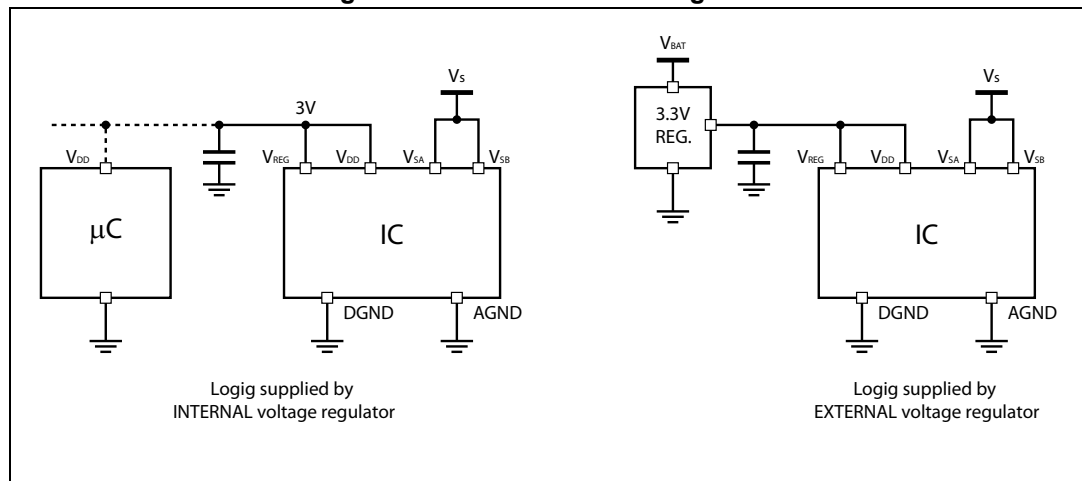 3V
VDD
μC
VREG
VDD
VSA
VSB
Vs
IC
DGND
AGND
Logig supplied by
INTERNAL voltage regulator
VBAT
3.3V
REG.
VREG
VDD
VSA
VSB
Vs
IC
DGND
AGND
Logig supplied by
EXTERNAL voltage regulator